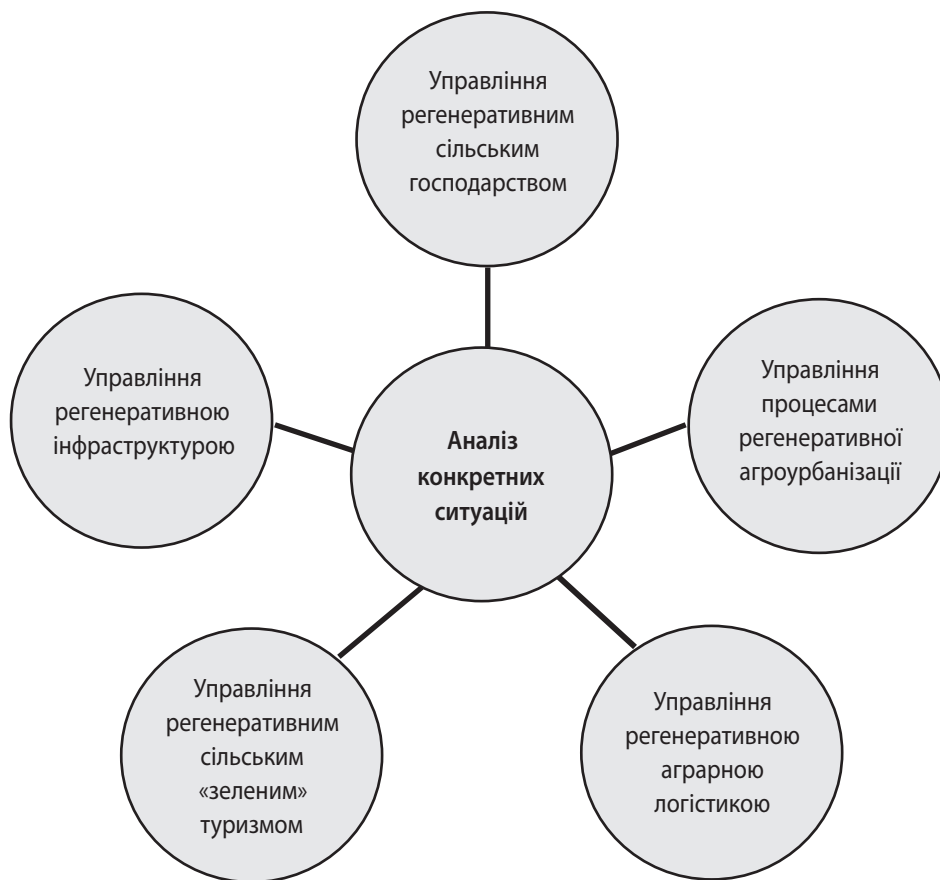 Управління
регенеративним
сільським
господарством
Управління
регенеративною
інфраструктурою
Аналіз
конкретних
ситуацій
Управління
процесами
регенеративної
агроурбанізації
Управління
регенеративним
сільським
«зеленим»
туризмом
Управління
регенеративною
аграрною
логістикою